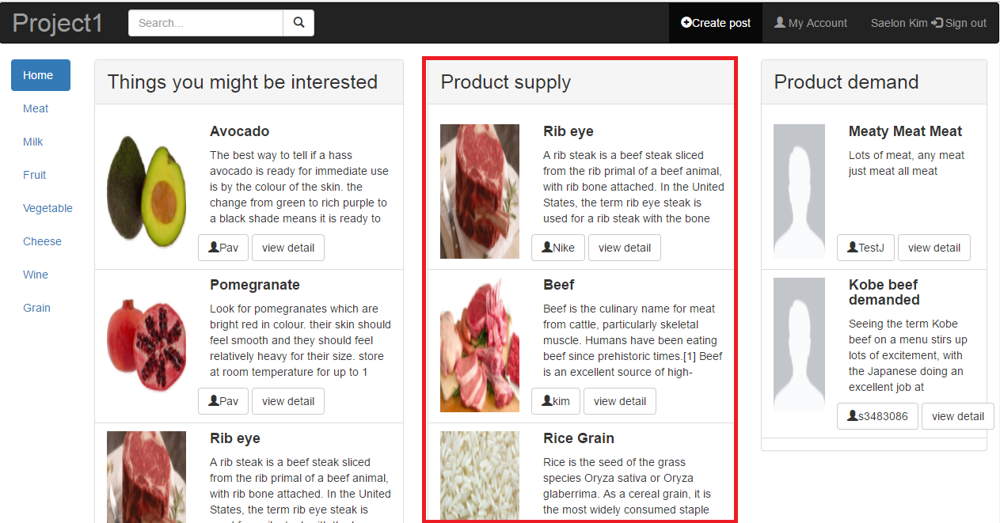 Project1
Search...
Create post
My Account
Saelon Kim Sign out
Home
Meat
Milk
Fruit
Vegetable
Cheese
Wine
Grain
Things you might be interested
Avocado
The best way to tell if a hass
avocado is ready for immediate use
is by the colour of the skin. the
change from green to rich purple to
a black shade means it is ready to
Pav view detail
Pomegranate
Look for pomegranates which are
bright red in colour. their skin should
feel smooth and they should feel
relatively heavy for their size. store
at room temperature for up to 1
Pav view detail
Rib eye
A rib steak is a beef steak sliced
from the rib primal of a beef animal,
with rib bone attached. In the United
States, the term rib eye steak is
Product supply
Rib eye
A rib steak is a beef steak sliced
from the rib primal of a beef animal,
with rib bone attached. In the United
States, the term rib eye steak is
used for a rib steak with the bone
Nike view detail
Beef
Beef is the culinary name for meat
from cattle, particularly skeletal
muscle. Humans have been eating
beef since prehistoric times.[1] Beef
is an excellent source of high-
kim view detail
Rice Grain
Rice is the seed of the grass
species Oryza sativa or Oryza
glaberrima. As a cereal grain, it is
the most widely consumed staple
Product demand
Meaty Meat Meat
Lots of meat, any meat
just meat all meat
TestJ view detail
Kobe beef
demanded
Seeing the term Kobe
beef on a menu stirs up
lots of excitement, with
the Japanese doing an
excellent job at
s3483086 view detail